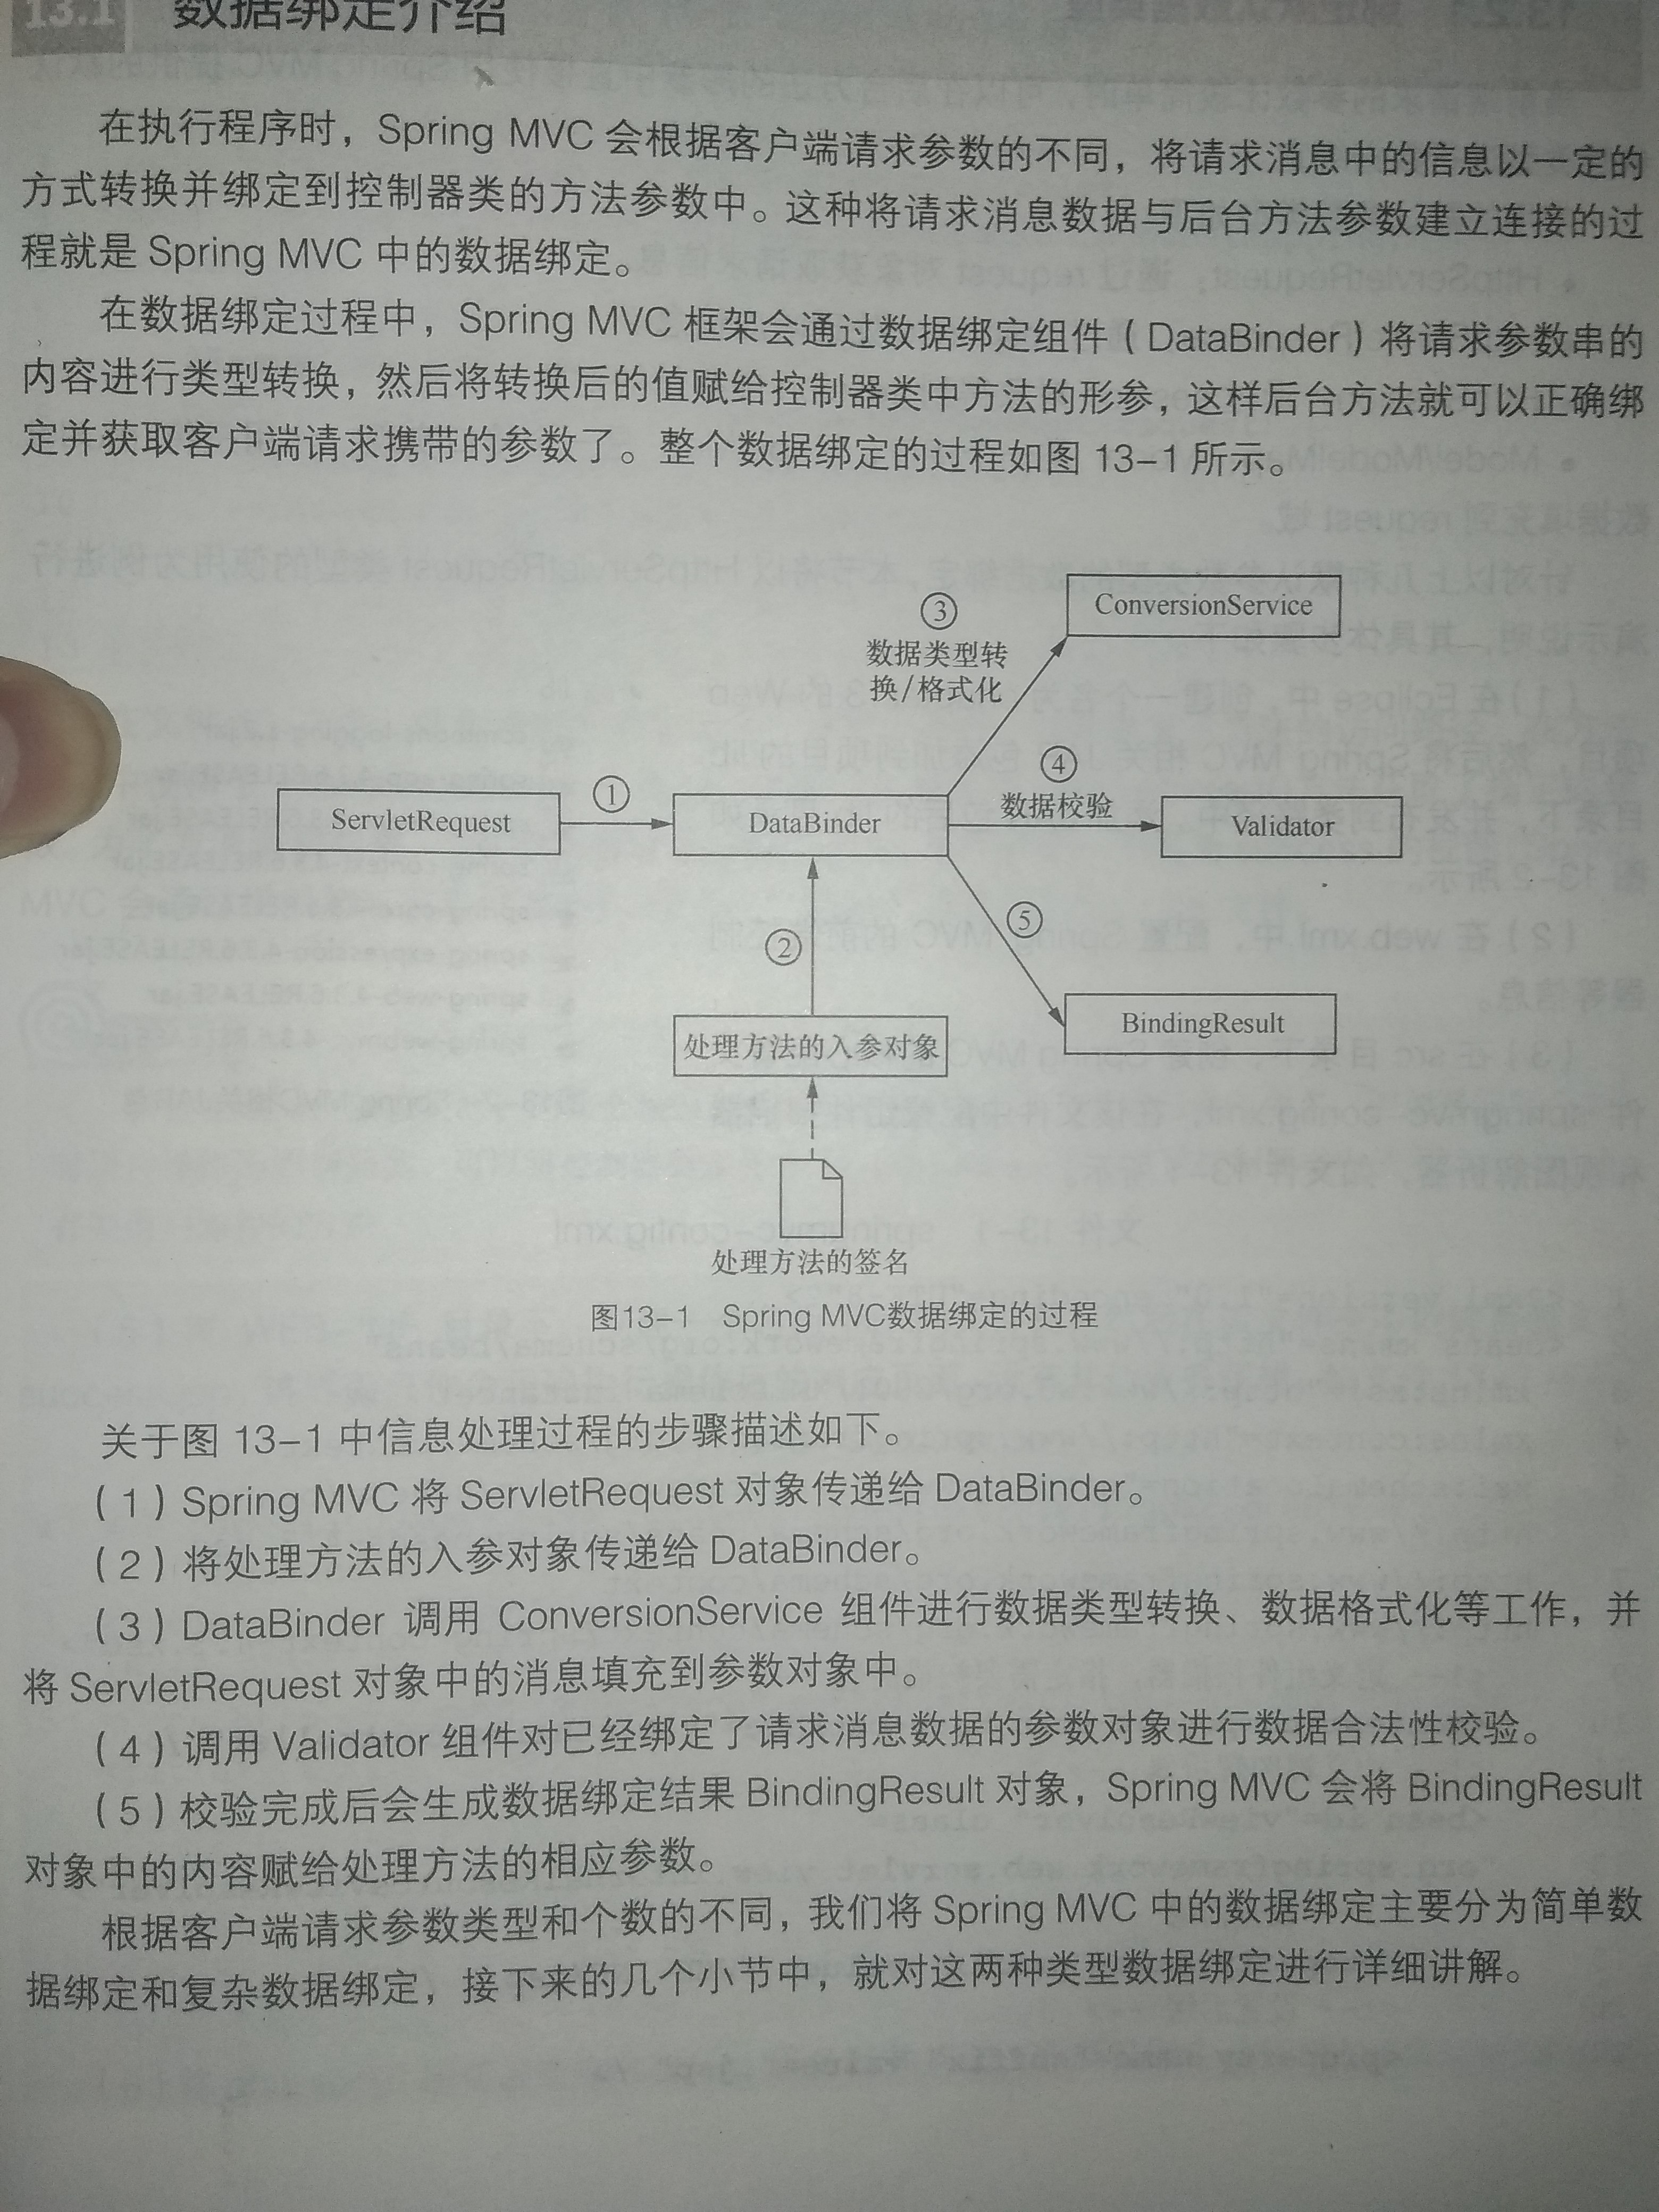 13.1 数据绑定介绍
在执行程序时，Spring MVC 会根据客户端请求参数的不同，将请求消息中的信息以一定的
方式转换并绑定到控制器类的方法参数中。这种将请求消息数据与后台方法参数建立连接的过
程就是 Spring MVC 中的数据绑定。
在数据绑定过程中，Spring MVC 框架会通过数据绑定组件（DataBinder）将请求参数串的
内容进行类型转换，然后将转换后的值赋给控制器类中方法的形参，这样后台方法就可以正确绑
定并获取客户端请求携带的参数了。整个数据绑定的过程如图 13-1 所示。
③
数据类型转
换/格式化
ConversionService
ServletRequest
①
DataBinder
④
数据校验
Validator
②
⑤
处理方法的入参对象
BindingResult
处理方法的签名
图13-1 Spring MVC数据绑定的过程
关于图 13-1 中信息处理过程的步骤描述如下。
（1）Spring MVC 将 ServletRequest 对象传递给 DataBinder。
（2）将处理方法的入参对象传递给 DataBinder。
（3）DataBinder 调用 ConversionService 组件进行数据类型转换、数据格式化等工作，并
将 ServletRequest 对象中的消息填充到参数对象中。
（4）调用 Validator 组件对已经绑定了请求消息数据的参数对象进行数据合法性校验。
（5）校验完成后会生成数据绑定结果 BindingResult 对象，Spring MVC 会将 BindingResult
对象中的内容赋给处理方法的相应参数。
根据客户端请求参数类型和个数的不同，我们将 Spring MVC 中的数据绑定主要分为简单数
据绑定和复杂数据绑定，接下来的几个小节中，就对这两种类型数据绑定进行详细讲解。